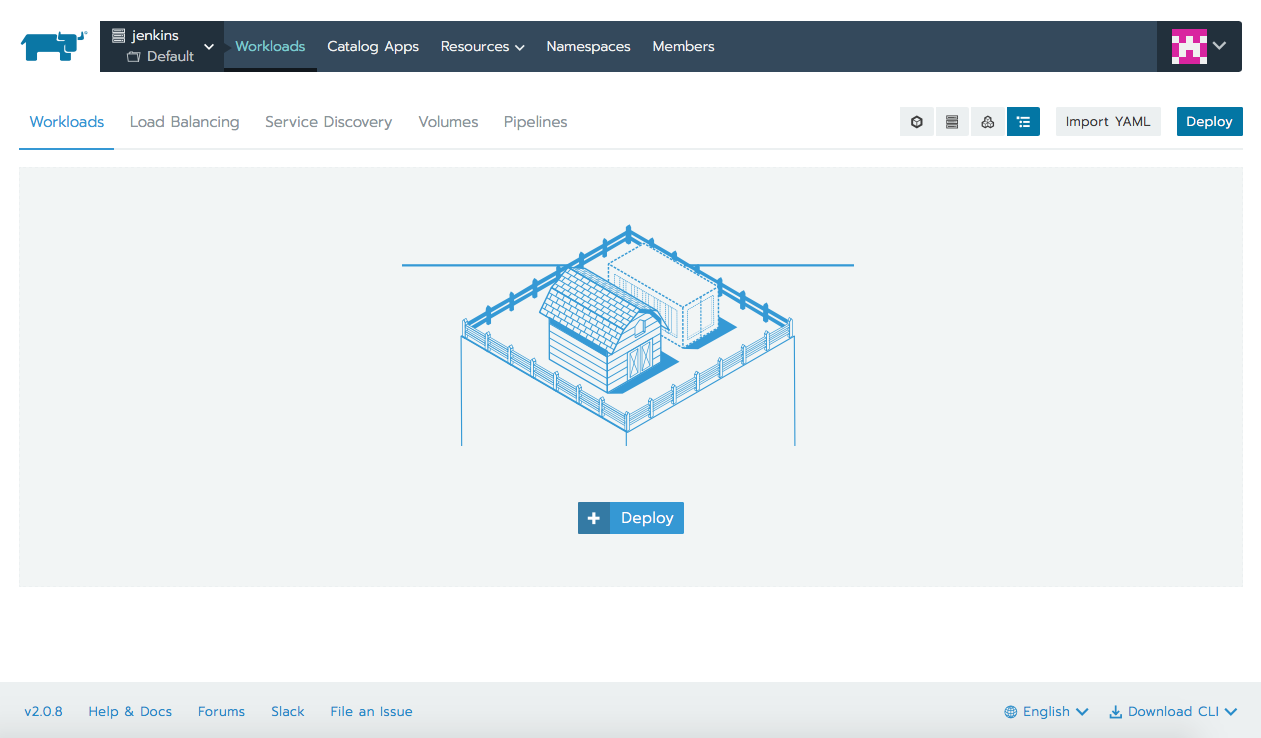 jenkins
Default
Workloads Catalog Apps Resources Namespaces Members
Workloads Load Balancing Service Discovery Volumes Pipelines Import YAML Deploy
Deploy
v2.0.8 Help & Docs Forums Slack File an Issue English Download CLI